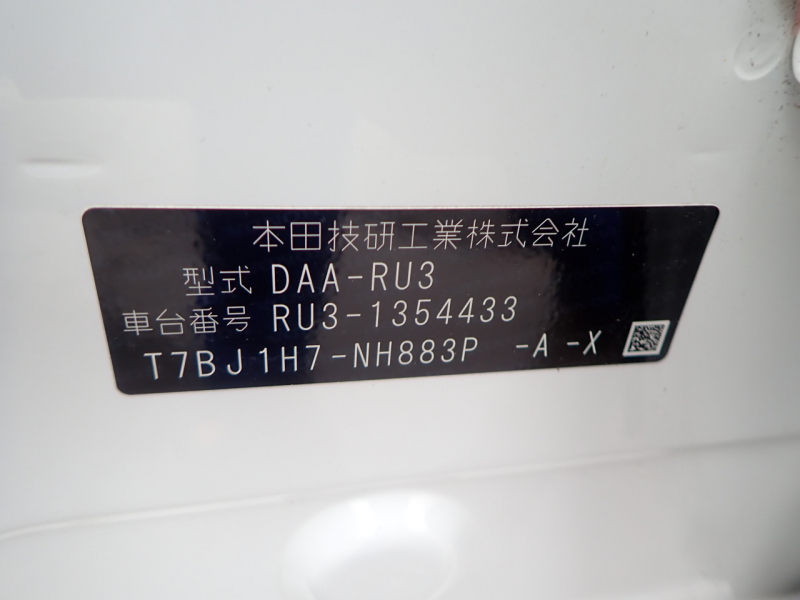 本田技研工業株式会社
型式 DAA-RU3
車台番号 RU3-1354433
T7BJ1H7-NH883P -A -X